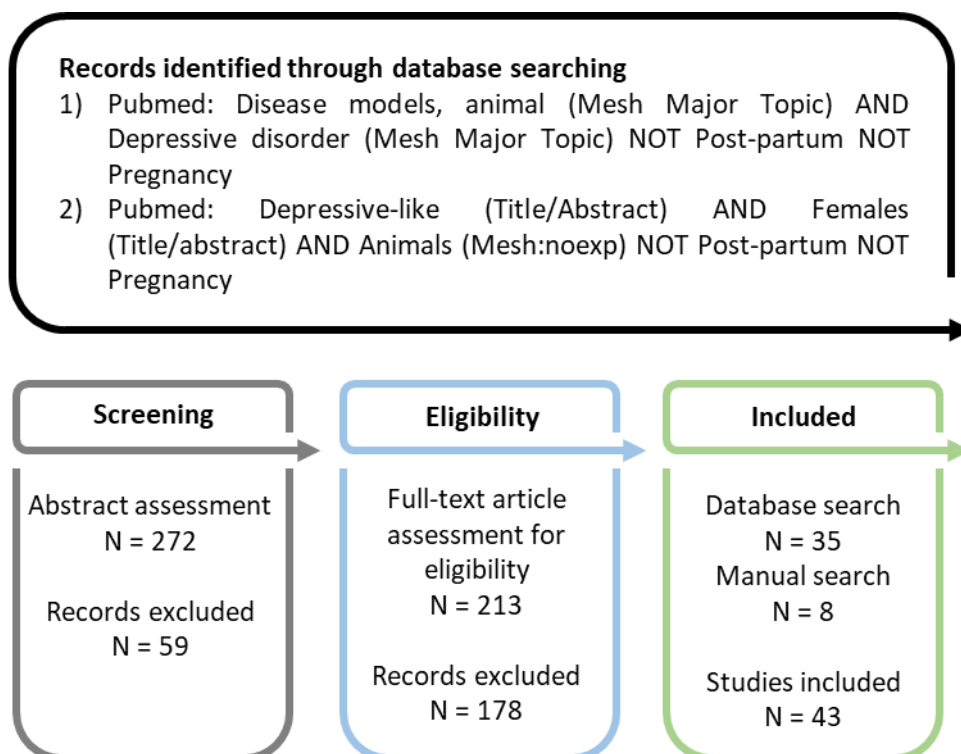 Records identified through database searching
1) Pubmed: Disease models, animal (Mesh Major Topic) AND
Depressive disorder (Mesh Major Topic) NOT Post-partum NOT
Pregnancy
2) Pubmed: Depressive-like (Title/Abstract) AND Females
(Title/abstract) AND Animals (Mesh:noexp) NOT Post-partum NOT
Pregnancy
Screening
Abstract assessment
N = 272
Records excluded
N = 59
Eligibility
Full-text article
assessment for
eligibility
N = 213
Records excluded
N = 178
Included
Database search
N = 35
Manual search
N = 8
Studies included
N = 43